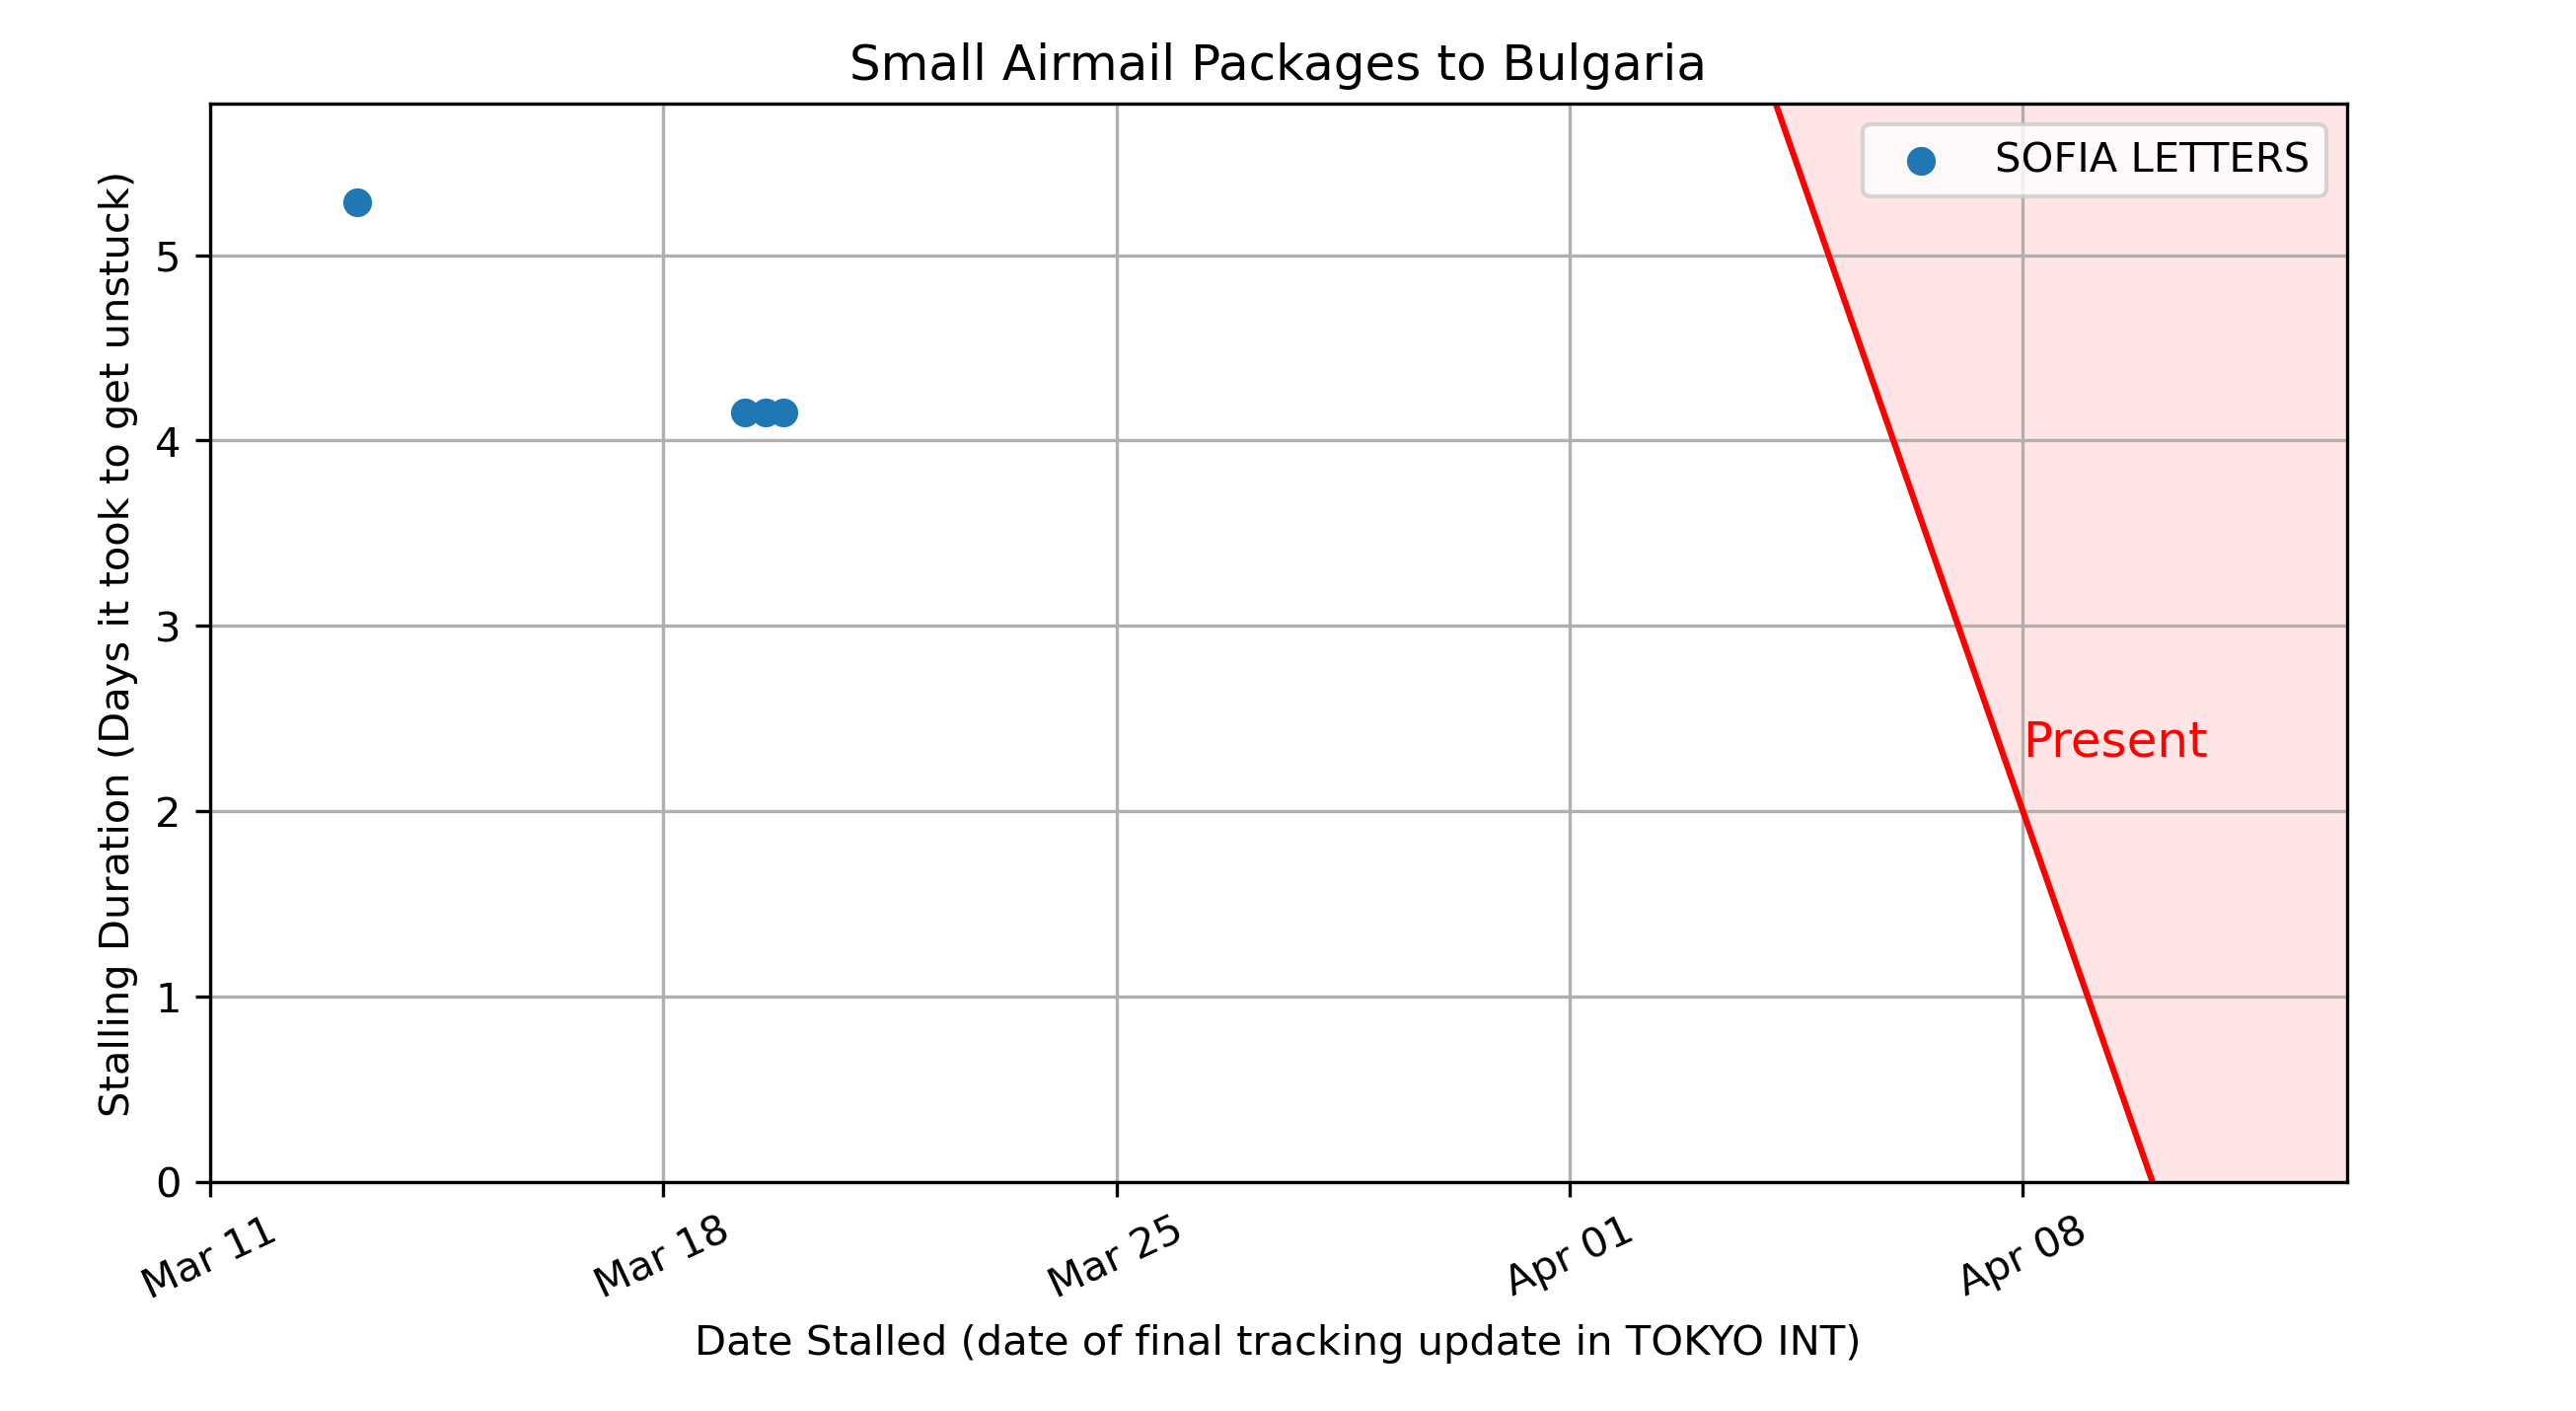 Small Airmail Packages to Bulgaria
SOFIA LETTERS
Stalling Duration (Days it took to get unstuck)
5
4
3
2
1
0
Present
Mar 11
Mar 18
Mar 25
Apr 01
Apr 08
Date Stalled (date of final tracking update in TOKYO INT)